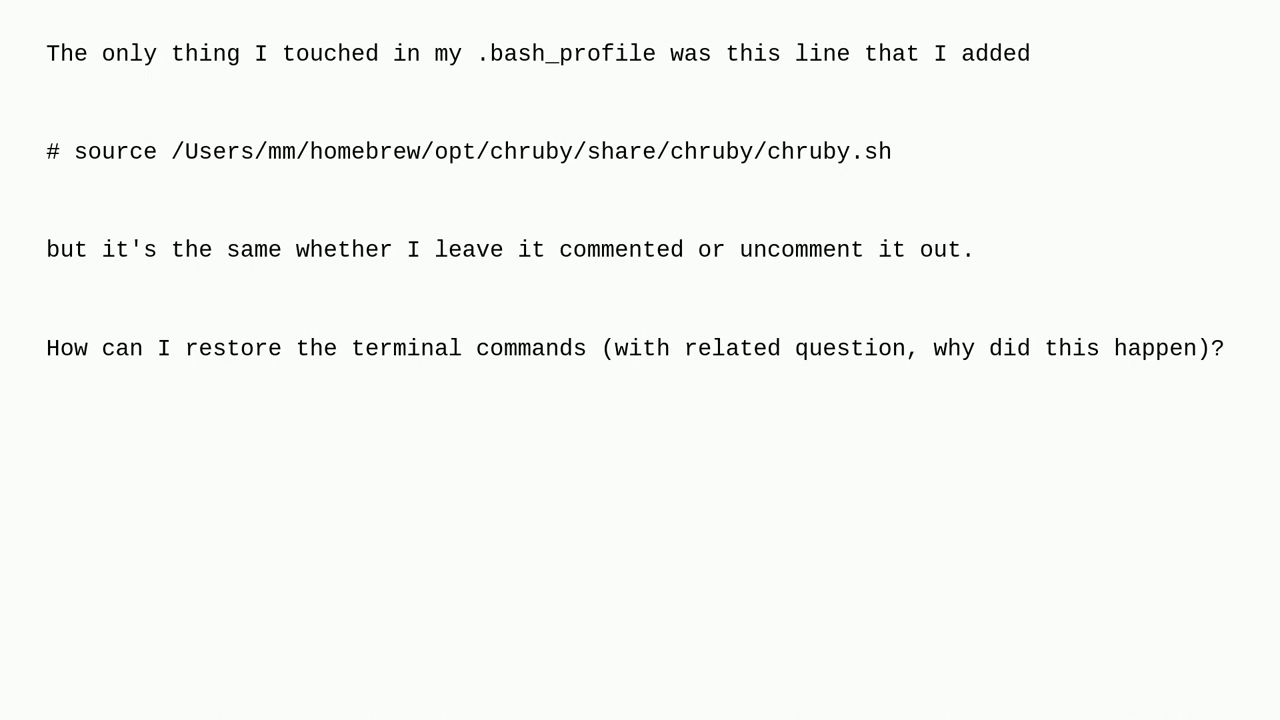 The only thing I touched in my .bash_profile was this line that I added
# source /Users/mm/homebrew/opt/chruby/share/chruby/chruby.sh
but it's the same whether I leave it commented or uncomment it out.
How can I restore the terminal commands (with related question, why did this happen)?